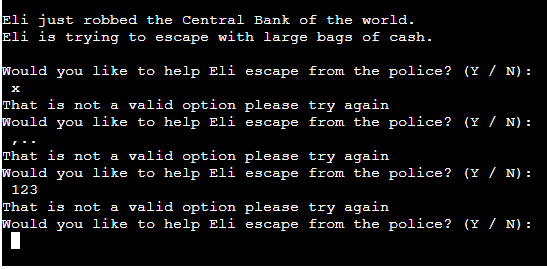 Eli just robbed the Central Bank of the world.
Eli is trying to escape with large bags of cash.
Would you like to help Eli escape from the police? (Y / N):
x
That is not a valid option please try again
Would you like to help Eli escape from the police? (Y / N):
,..
That is not a valid option please try again
Would you like to help Eli escape from the police? (Y / N):
123
That is not a valid option please try again
Would you like to help Eli escape from the police? (Y / N):